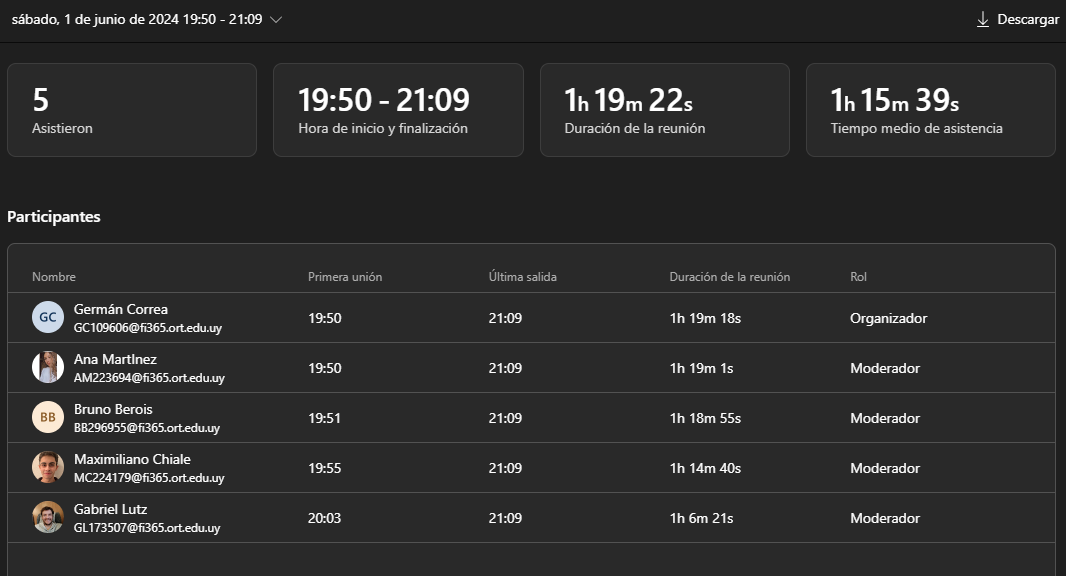 sábado, 1 de junio de 2024 19:50 - 21:09
Descargar
5
Asistieron
19:50 - 21:09
Hora de inicio y finalización
1h 19m 22s
Duración de la reunión
1h 15m 39s
Tiempo medio de asistencia
Participantes
Nombre Primera unión Última salida Duración de la reunión Rol
GC Germán Correa
GC109606@fi365.ort.edu.uy
19:50 21:09 1h 19m 18s Organizador
Ana MartInez
AM223694@fi365.ort.edu.uy
19:50 21:09 1h 19m 1s Moderador
BB Bruno Berois
BB296955@fi365.ort.edu.uy
19:51 21:09 1h 18m 55s Moderador
Maximiliano Chiale
MC224179@fi365.ort.edu.uy
19:55 21:09 1h 14m 40s Moderador
Gabriel Lutz
GL173507@fi365.ort.edu.uy
20:03 21:09 1h 6m 21s Moderador